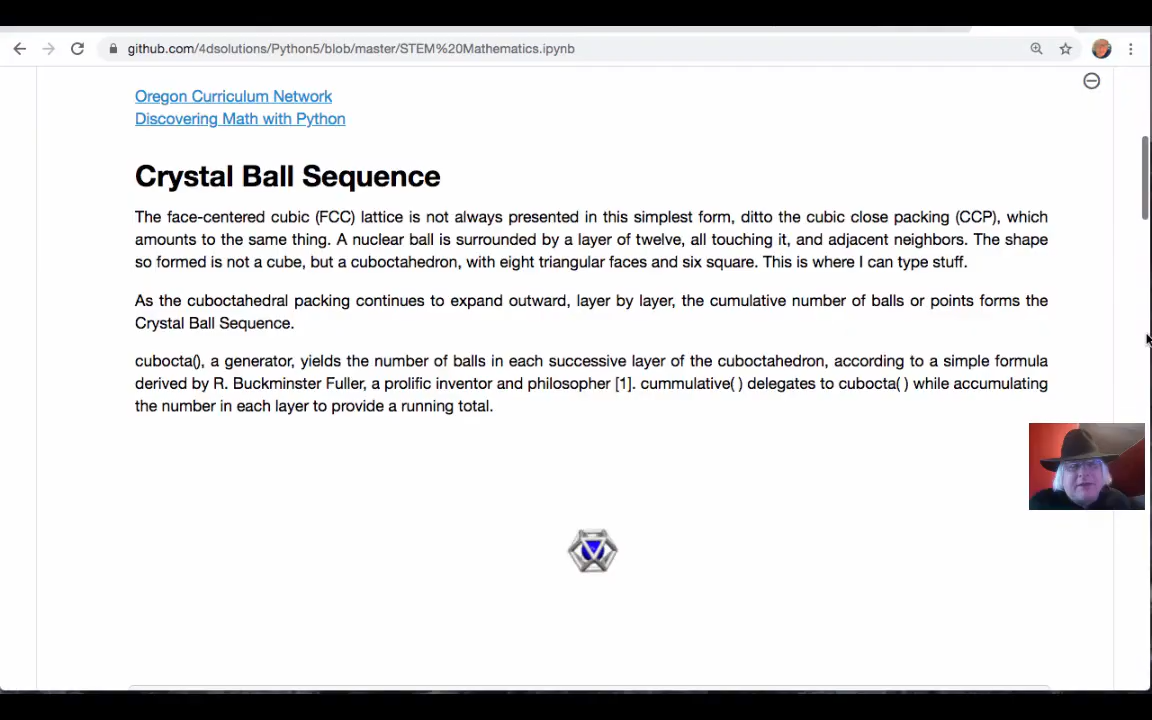 github.com/4dsolutions/Python5/blob/master/STEM%20Mathematics.ipynb
Oregon Curriculum Network
Discovering Math with Python
Crystal Ball Sequence
The face-centered cubic (FCC) lattice is not always presented in this simplest form, ditto the cubic close packing (CCP), which
amounts to the same thing. A nuclear ball is surrounded by a layer of twelve, all touching it, and adjacent neighbors. The shape
so formed is not a cube, but a cuboctahedron, with eight triangular faces and six square. This is where I can type stuff.
As the cuboctahedral packing continues to expand outward, layer by layer, the cumulative number of balls or points forms the
Crystal Ball Sequence.
cubocta(), a generator, yields the number of balls in each successive layer of the cuboctahedron, according to a simple formula
derived by R. Buckminster Fuller, a prolific inventor and philosopher [1]. cummulative( ) delegates to cubocta( ) while accumulating
the number in each layer to provide a running total.